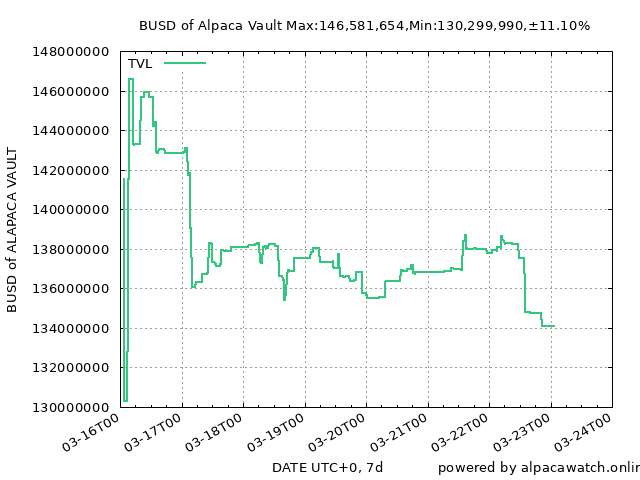 BUSD of Alpaca Vault Max:146,581,654,Min:130,299,990,±11.10%
148000000
TVL
146000000
144000000
142000000
140000000
138000000
136000000
134000000
132000000
130000000
BUSD of ALAPACA VAULT
03-16T00
03-17T00
03-18T00
03-19T00
03-20T00
03-21T00
03-22T00
03-23T00
03-24T00
DATE UTC+0, 7d
powered by alpacawatch.onlin